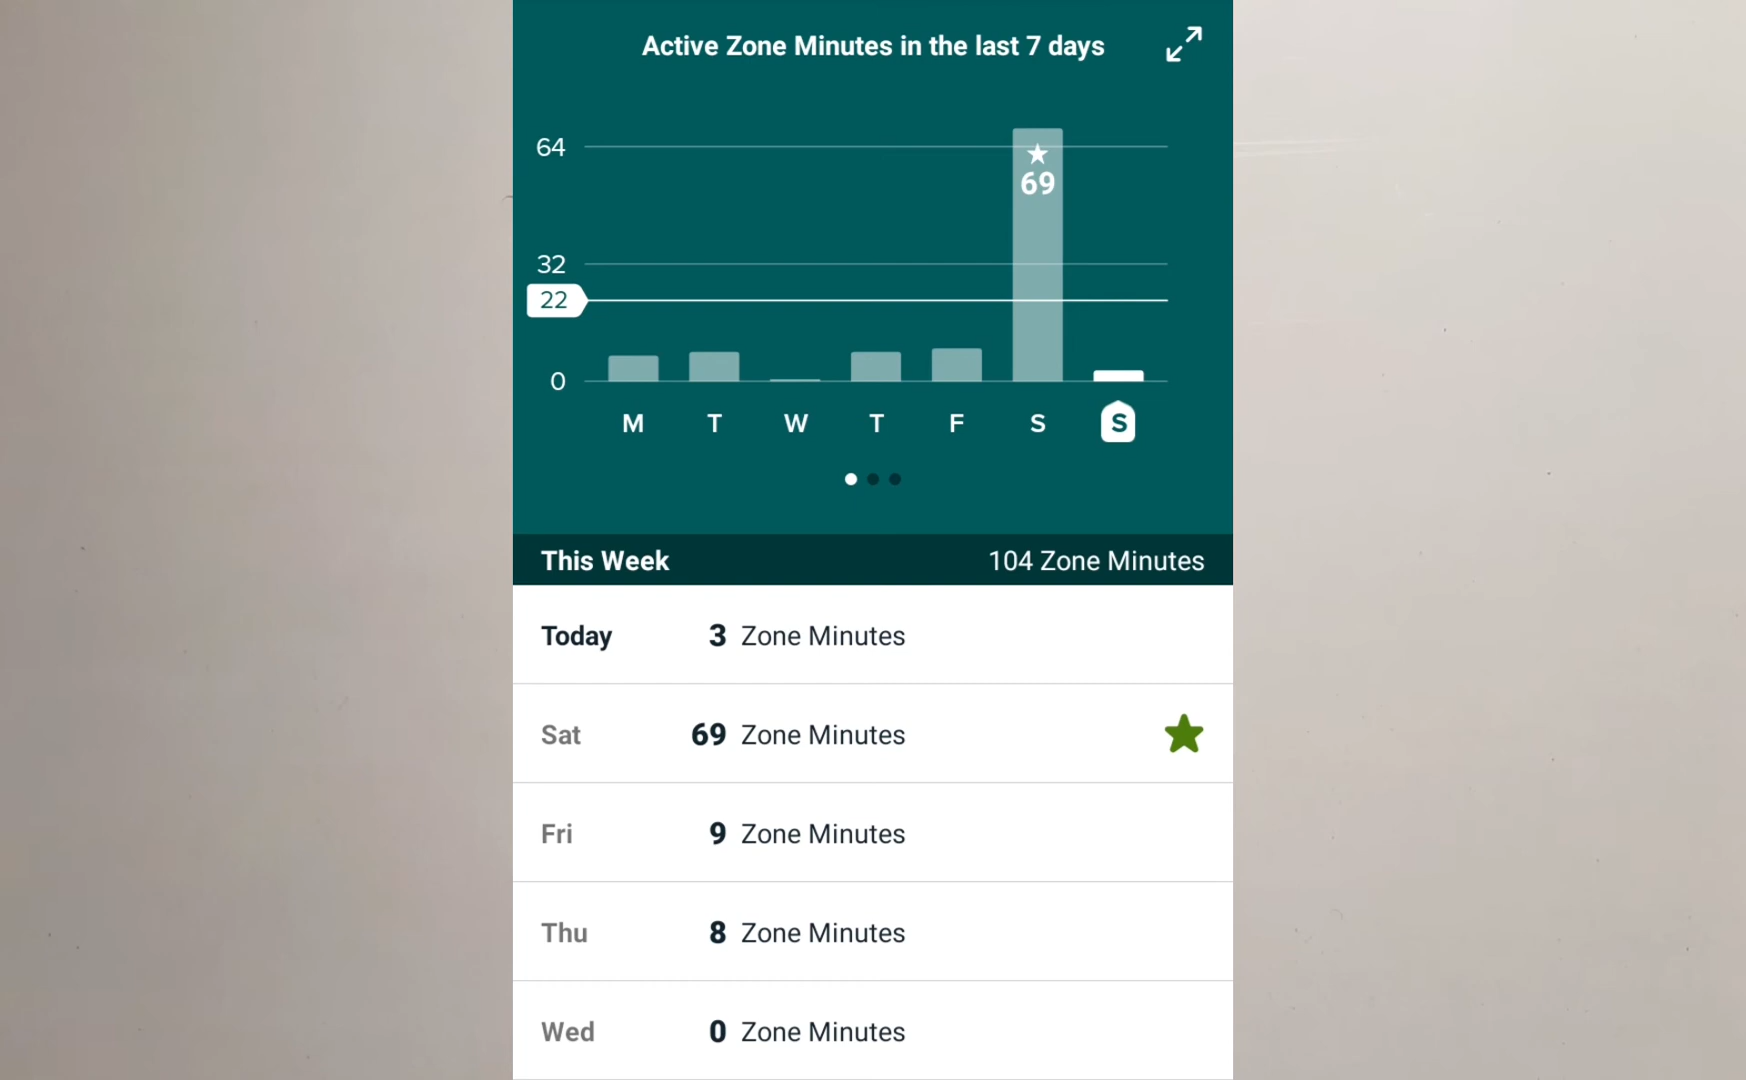 Active Zone Minutes in the last 7 days
64
★
69
32
22
0
M T W T F S S
This Week 104 Zone Minutes
Today 3 Zone Minutes
Sat 69 Zone Minutes
Fri 9 Zone Minutes
Thu 8 Zone Minutes
Wed 0 Zone Minutes